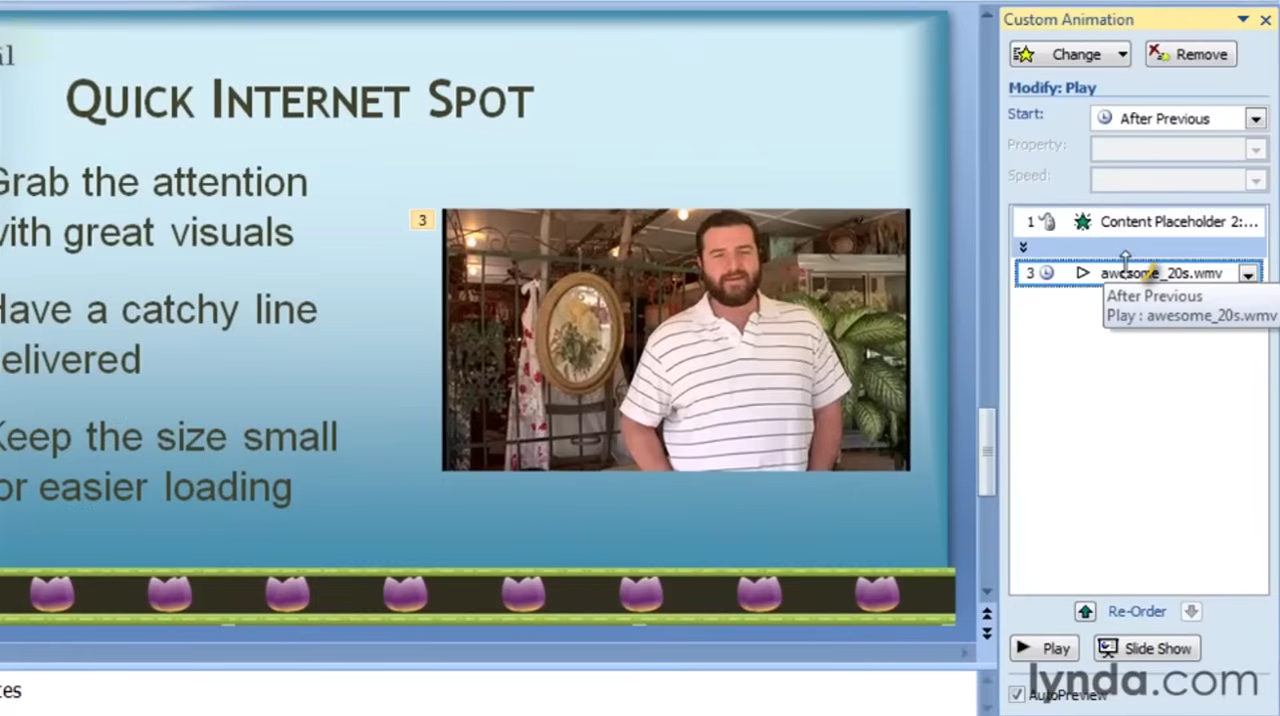 al
QUICK INTERNET SPOT
Grab the attention
with great visuals
Have a catchy line
delivered
Keep the size small
for easier loading
3
tes
Custom Animation
Change
Remove
Modify: Play
Start:
After Previous
Property:
Speed:
1
Content Placeholder 2:...
3
awesome_20s.wmv
After Previous
Play : awesome_20s.wmv
Re-Order
Play
Slide Show
AutoPreview
lynda.com